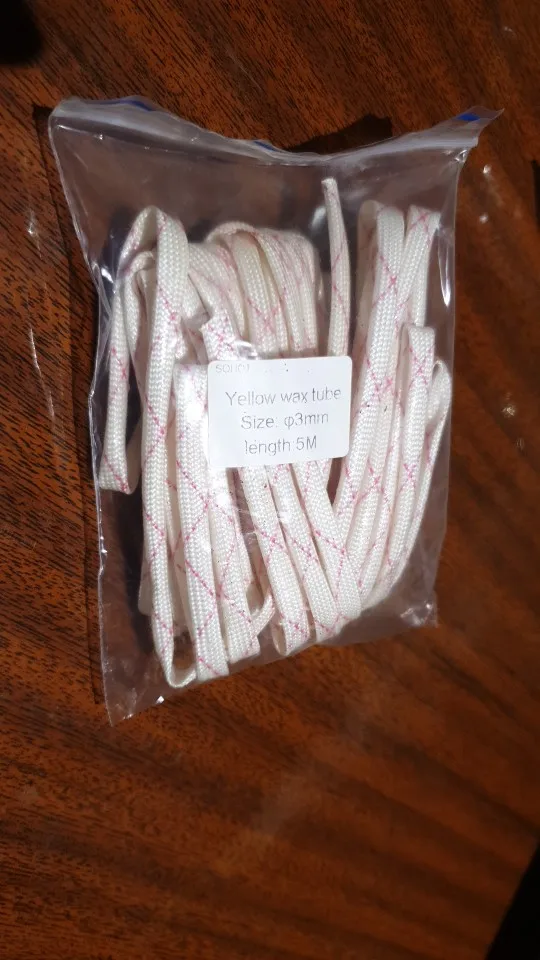 Yellow wax tube
Size: φ3mm
length 5M